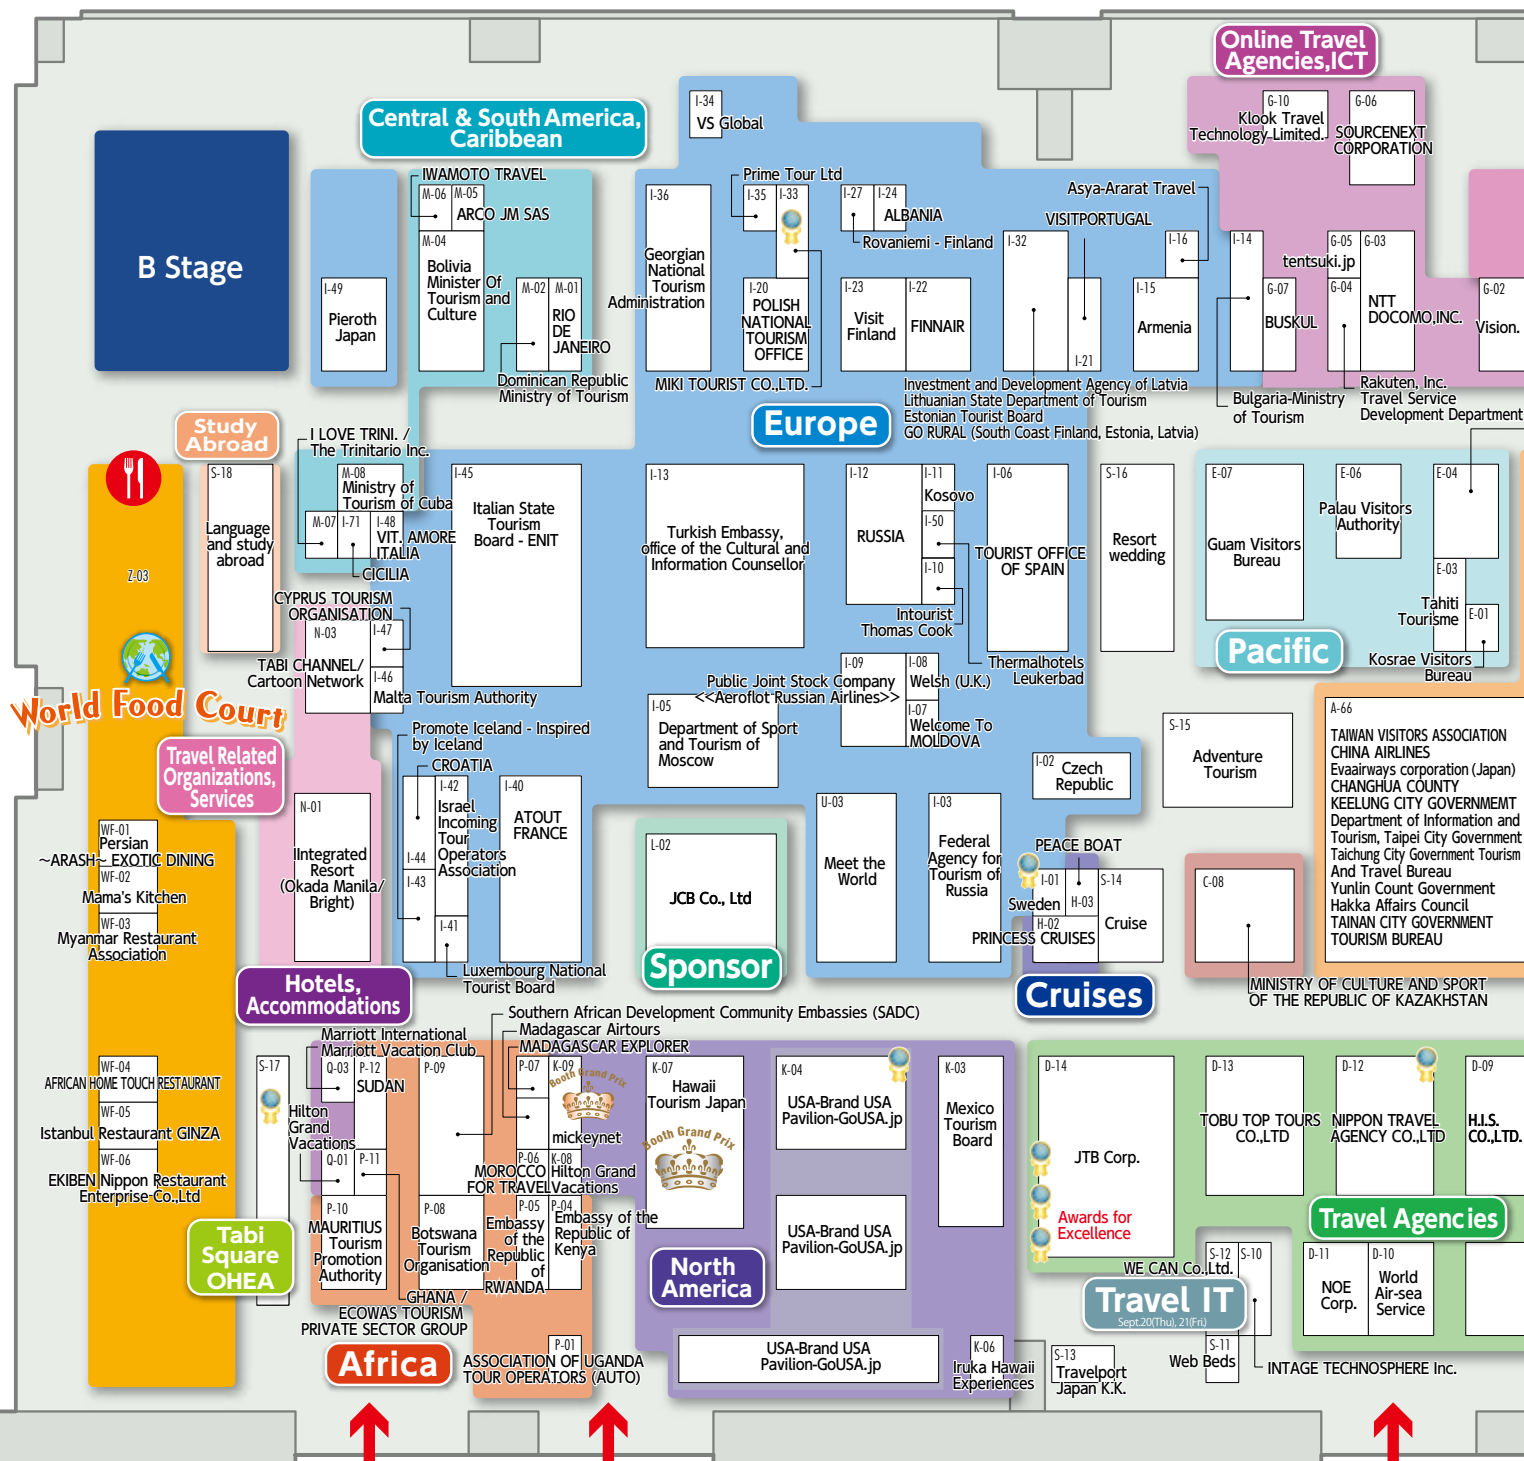 Online Travel
Agencies,ICT
G-10
Klook Travel
Technology Limited.
G-06
SOURCENEXT
CORPORATION
I-34
VS Global
Central & South America,
Caribbean
B Stage
IWAMOTO TRAVEL
M-06
M-05
ARCO JM SAS
M-04
Bolivia
Minister Of
Tourism and
Culture
M-02
M-01
RIO
DE
JANEIRO
Dominican Republic
Ministry of Tourism
I-49
Pieroth
Japan
I-36
Georgian
National
Tourism
Administration
Prime Tour Ltd
I-35
I-33
I-20
POLISH
NATIONAL
TOURISM
OFFICE
MIKI TOURIST CO.,LTD.
I-27
I-24
ALBANIA
Rovaniemi - Finland
I-23
Visit
Finland
I-22
FINNAIR
Asya-Ararat Travel
VISITPORTUGAL
I-32
I-21
I-16
I-15
Armenia
I-14
G-07
BUSKUL
G-05
tentsuki.jp
G-04
G-03
NTT
DOCOMO,INC.
G-02
Vision.
Investment and Development Agency of Latvia
Lithuanian State Department of Tourism
Estonian Tourist Board
GO RURAL (South Coast Finland, Estonia, Latvia)
Bulgaria-Ministry
of Tourism
Rakuten, Inc.
Travel Service
Development Department
Europe
Study
Abroad
S-18
Language
and study
abroad
I LOVE TRINI. /
The Trinitario Inc.
M-08
Ministry of
Tourism of Cuba
M-07
I-71
I-48
VIT. AMORE
ITALIA
CICILIA
CYPRUS TOURISM
ORGANISATION
N-03
I-47
I-46
TABI CHANNEL/
Cartoon Network
Malta Tourism Authority
I-45
Italian State
Tourism
Board - ENIT
I-13
Turkish Embassy,
office of the Cultural and
Information Counsellor
I-12
RUSSIA
I-11
Kosovo
I-50
I-10
Intourist
Thomas Cook
I-06
TOURIST OFFICE
OF SPAIN
Thermalhotels
Leukerbad
S-16
Resort
wedding
E-07
Guam Visitors
Bureau
E-06
Palau Visitors
Authority
E-04
E-03
Tahiti
Tourisme
E-01
Kosrae Visitors
Bureau
Pacific
Z-03
World Food Court
I-09
Public Joint Stock Company
<<Aeroflot Russian Airlines>>
I-08
Welsh (U.K.)
I-07
Welcome To
MOLDOVA
I-05
Department of Sport
and Tourism of
Moscow
I-02
Czech
Republic
S-15
Adventure
Tourism
A-66
TAIWAN VISITORS ASSOCIATION
CHINA AIRLINES
Evaairways corporation (Japan)
CHANGHUA COUNTY
KEELUNG CITY GOVERNMEMT
Department of Information and
Tourism, Taipei City Government
Taichung City Government Tourism
And Travel Bureau
Yunlin Count Government
Hakka Affairs Council
TAINAN CITY GOVERNMENT
TOURISM BUREAU
Travel Related
Organizations,
Services
Promote Iceland - Inspired
by Iceland
CROATIA
I-42
Israel
Incoming
Tour
Operators
Association
I-44
I-43
I-41
Luxembourg National
Tourist Board
I-40
ATOUT
FRANCE
N-01
IIntegrated
Resort
(Okada Manila/
Bright)
Hotels,
Accommodations
L-02
JCB Co., Ltd
Sponsor
U-03
Meet the
World
I-03
Federal
Agency for
Tourism of
Russia
PEACE BOAT
I-01
Sweden
H-03
H-02
PRINCESS CRUISES
S-14
Cruise
Cruises
C-08
MINISTRY OF CULTURE AND SPORT
OF THE REPUBLIC OF KAZAKHSTAN
WF-01
Persian
~ARASH~ EXOTIC DINING
WF-02
Mama's Kitchen
WF-03
Myanmar Restaurant
Association
WF-04
AFRICAN HOME TOUCH RESTAURANT
WF-05
Istanbul Restaurant GINZA
WF-06
EKIBEN Nippon Restaurant
Enterprise Co.,Ltd
S-17
Tabi
Square
OHEA
Southern African Development Community Embassies (SADC)
Madagascar Airtours
MADAGASCAR EXPLORER
Marriott International
Marriott Vacation Club
Q-03
P-12
SUDAN
Hilton
Grand
Vacations
Q-01
P-11
P-10
MAURITIUS
Tourism
Promotion
Authority
P-09
P-08
Botswana
Tourism
Organisation
P-07
K-09
Booth Grand Prix
mickeynet
P-06
MOROCCO
FOR TRAVEL
K-08
Hilton Grand
Vacations
P-05
Embassy
of the
Republic
of
RWANDA
P-04
Embassy of the
Republic of
Kenya
GHANA /
ECOWAS TOURISM
PRIVATE SECTOR GROUP
Africa
P-01
ASSOCIATION OF UGANDA
TOUR OPERATORS (AUTO)
K-07
Hawaii
Tourism Japan
Booth Grand Prix
K-04
USA-Brand USA
Pavilion-GoUSA.jp
USA-Brand USA
Pavilion-GoUSA.jp
USA-Brand USA
Pavilion-GoUSA.jp
North
America
K-03
Mexico
Tourism
Board
K-06
Iruka Hawaii
Experiences
D-14
JTB Corp.
Awards for
Excellence
D-13
TOBU TOP TOURS
CO.,LTD
D-12
NIPPON TRAVEL
AGENCY CO.,LTD
D-09
H.I.S.
CO.,LTD.
Travel Agencies
S-12
S-10
WE CAN Co.,Ltd.
Travel IT
Sept.20(Thu), 21(Fri.)
S-11
Web Beds
INTAGE TECHNOSPHERE Inc.
D-11
NOE
Corp.
D-10
World
Air-sea
Service
S-13
Travelport
Japan K.K.